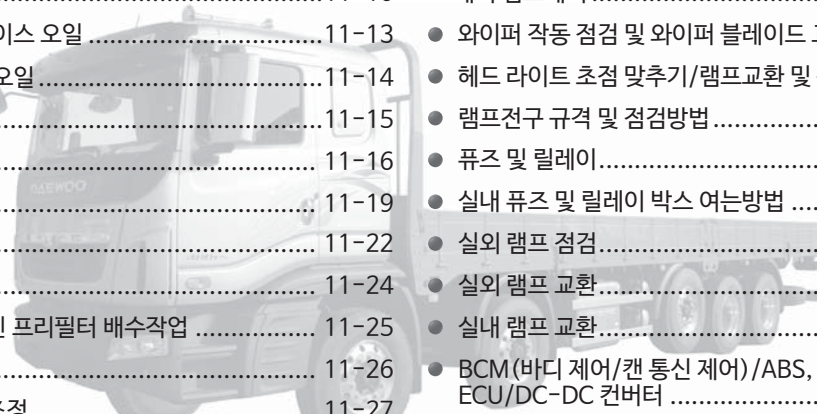 이스 오일 .......................................... 11-13
오일 .......................................... 11-14
.......................................... 11-15
.......................................... 11-16
.......................................... 11-19
.......................................... 11-22
.......................................... 11-24
프리필터 배수작업 .................. 11-25
.......................................... 11-26
11-27
● 와이퍼 작동 점검 및 와이퍼 블레이드
● 헤드 라이트 초점 맞추기/램프교환 및
● 램프전구 규격 및 점검방법 ..................
● 퓨즈 및 릴레이 ..................
● 실내 퓨즈 및 릴레이 박스 여는방법 ....
● 실외 램프 점검 ..................
● 실외 램프 교환 ..................
● 실내 램프 교환 ..................
● BCM(바디 제어/캔 통신 제어)/ABS,
ECU/DC-DC 컨버터 ..................
DAEWOO